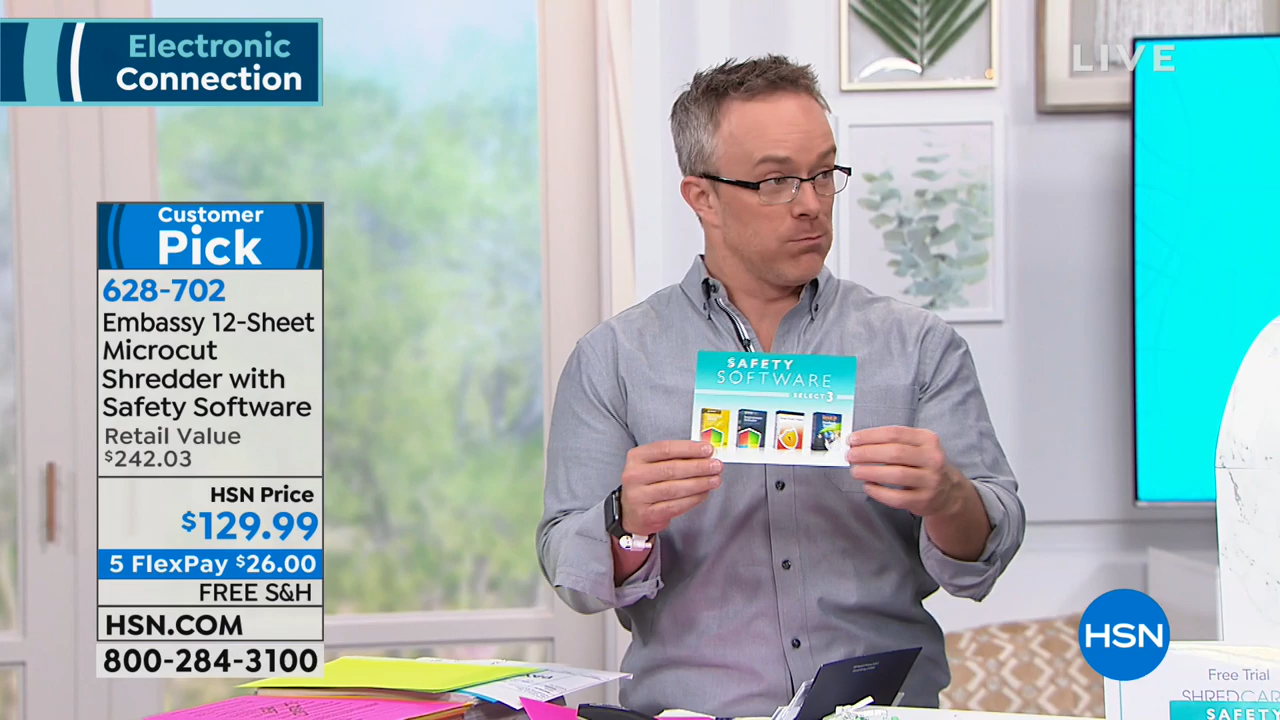 Electronic
Connection
LIVE
Customer
Pick
628-702
Embassy 12-Sheet
Microcut
Shredder with
Safety Software
Retail Value
$242.03
HSN Price
$129.99
5 FlexPay $26.00
FREE S&H
HSN.COM
800-284-3100
SAFETY
SOFTWARE
SELECT 3
HSN
Free Trial
SHREDCAR
SAFETY